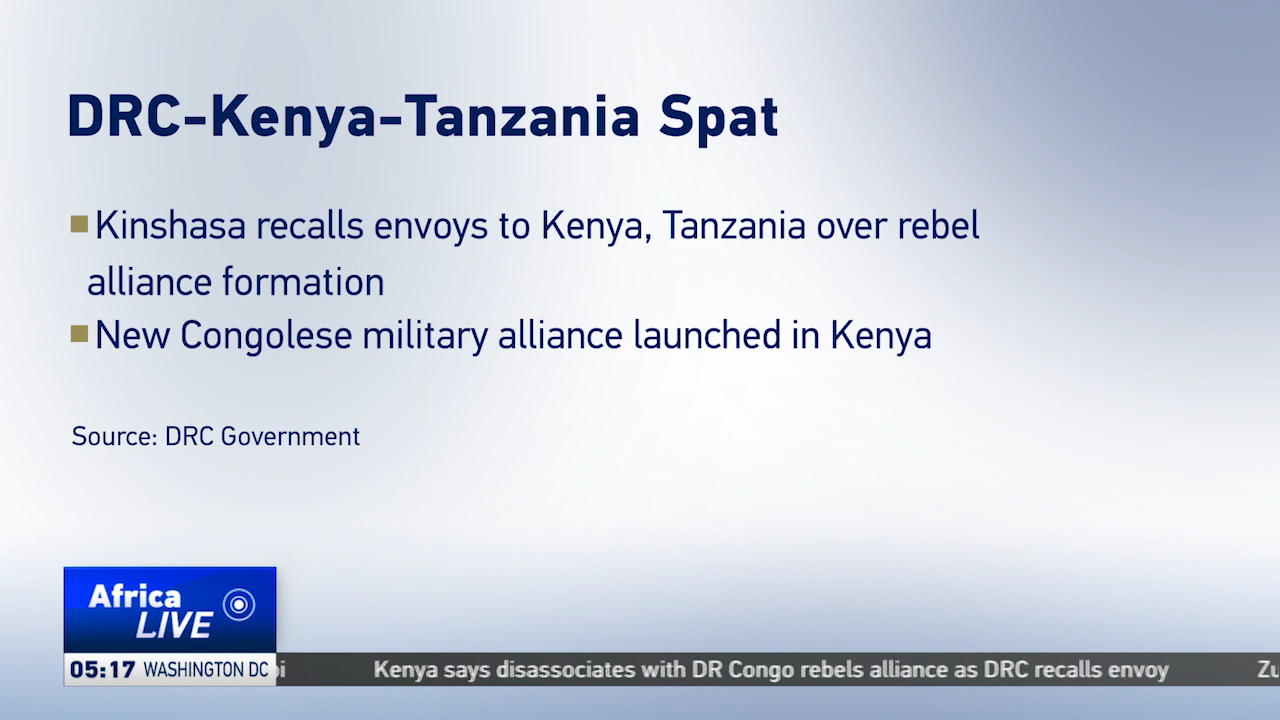 DRC-Kenya-Tanzania Spat
Kinshasa recalls envoys to Kenya, Tanzania over rebel
alliance formation
New Congolese military alliance launched in Kenya
Source: DRC Government
Africa
LIVE
05:17 WASHINGTON DC
Kenya says disassociates with DR Congo rebels alliance as DRC recalls envoy